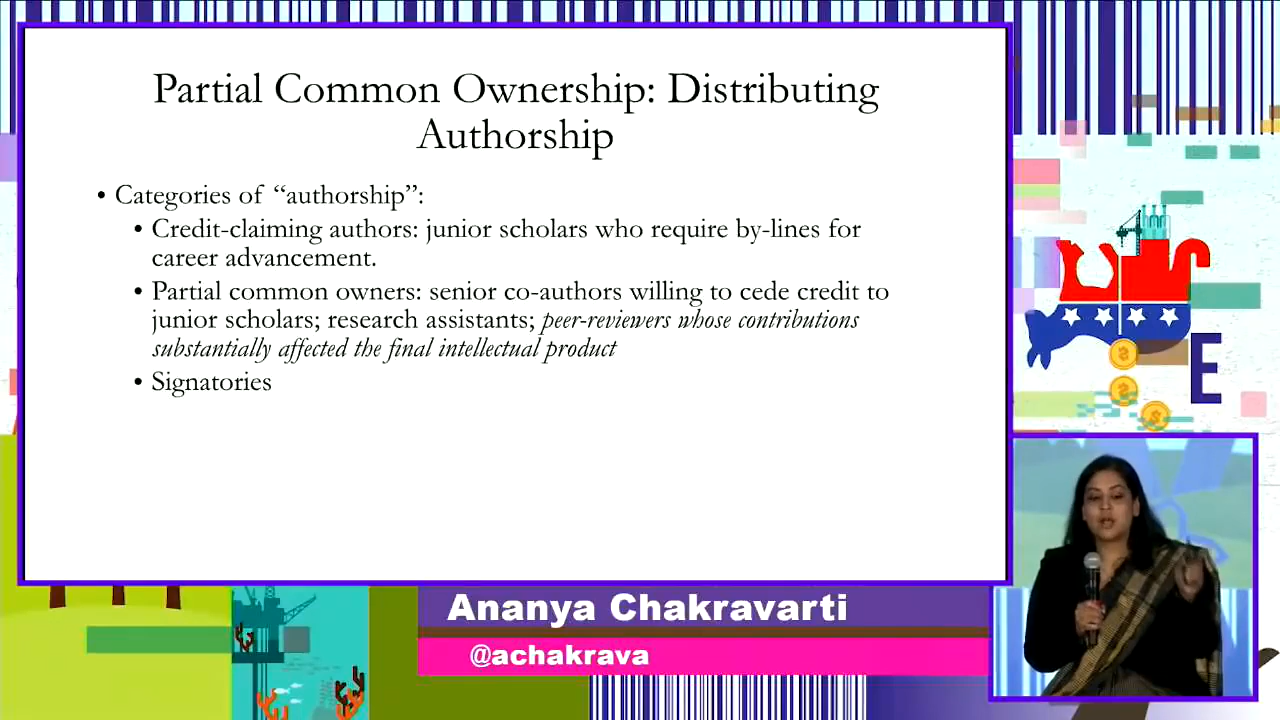 Partial Common Ownership: Distributing
Authorship
• Categories of “authorship”:
• Credit-claiming authors: junior scholars who require by-lines for
career advancement.
• Partial common owners: senior co-authors willing to cede credit to
junior scholars; research assistants; peer-reviewers whose contributions
substantially affected the final intellectual product
• Signatories
$
E
$
$
Ananya Chakravarti
@achakrava